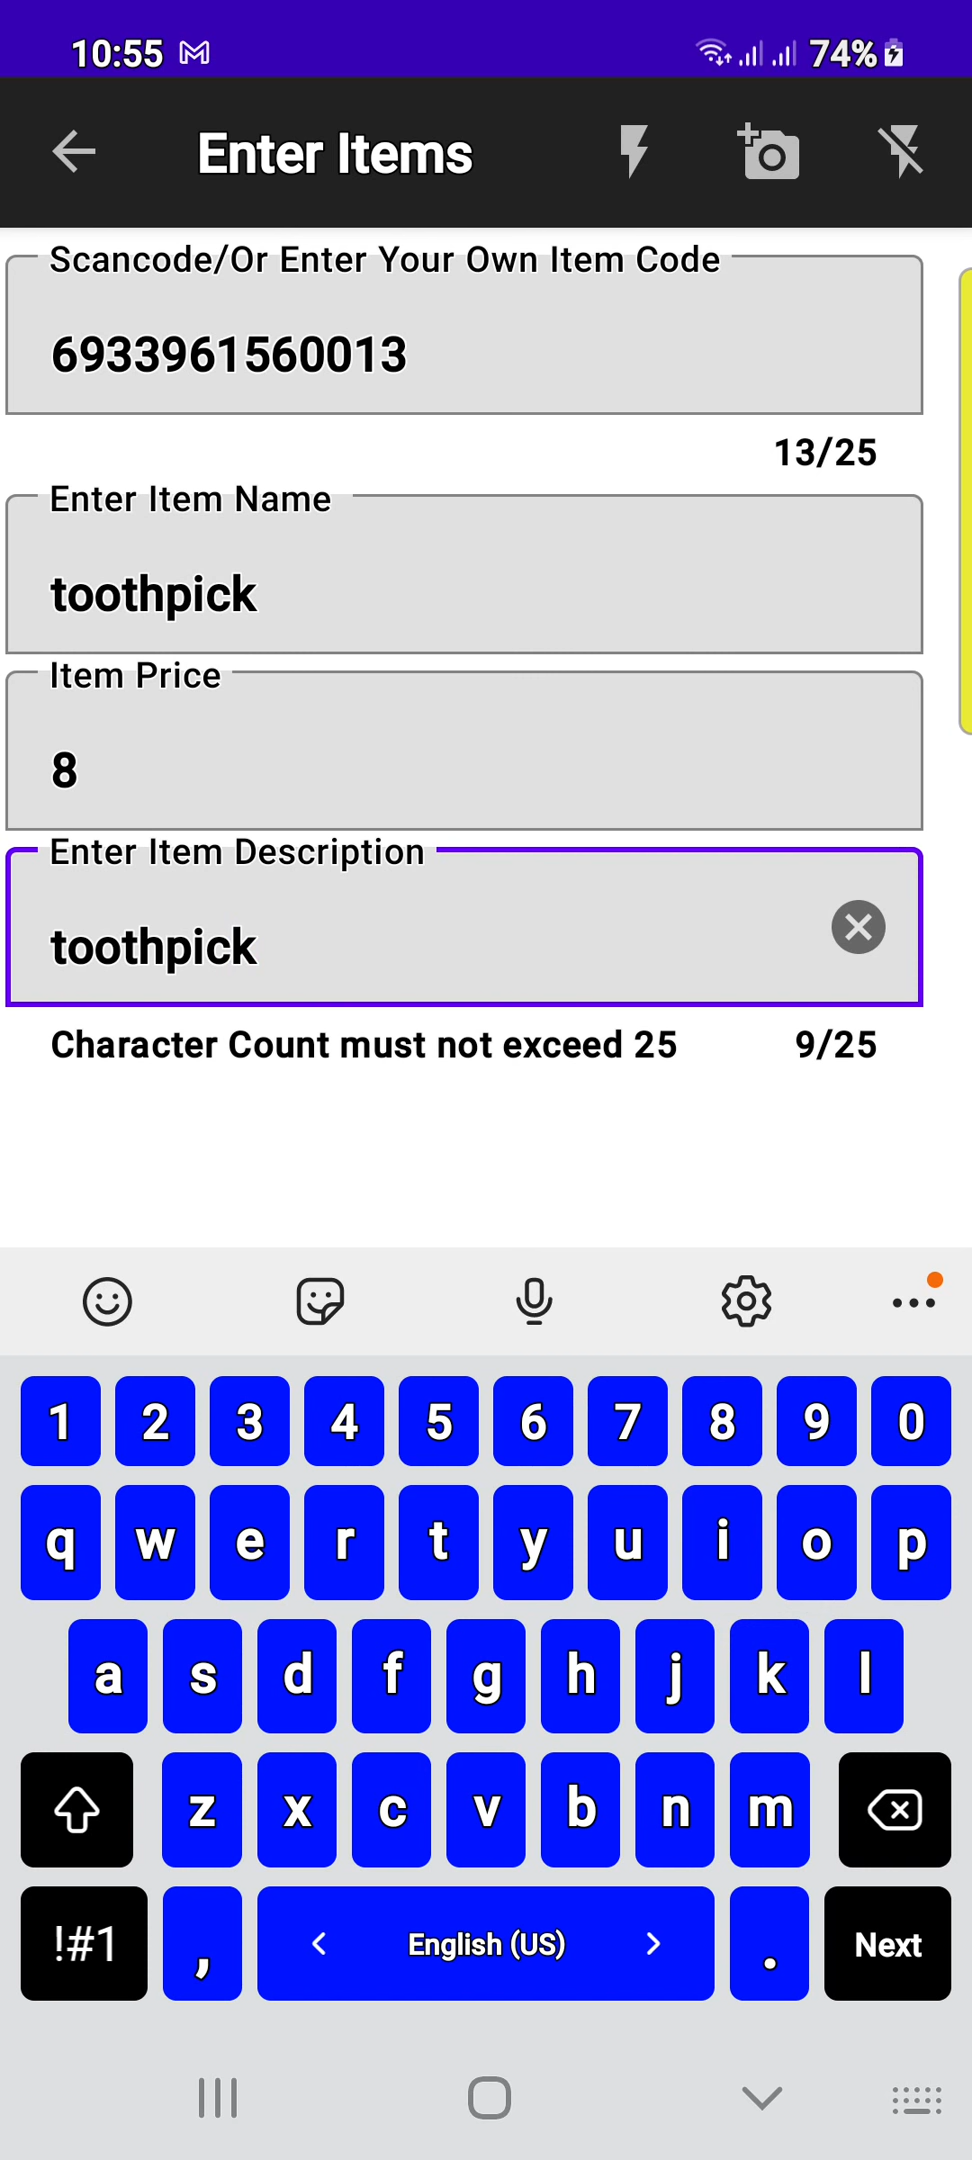 10:55
74%
Enter Items
Scancode/Or Enter Your Own Item Code
6933961560013
13/25
Enter Item Name
toothpick
Item Price
8
Enter Item Description
toothpick
Character Count must not exceed 25 9/25
1 2 3 4 5 6 7 8 9 0
q w e r t y u i o p
a s d f g h j k l
z x c v b n m
!#1 , < English (US) > . Next